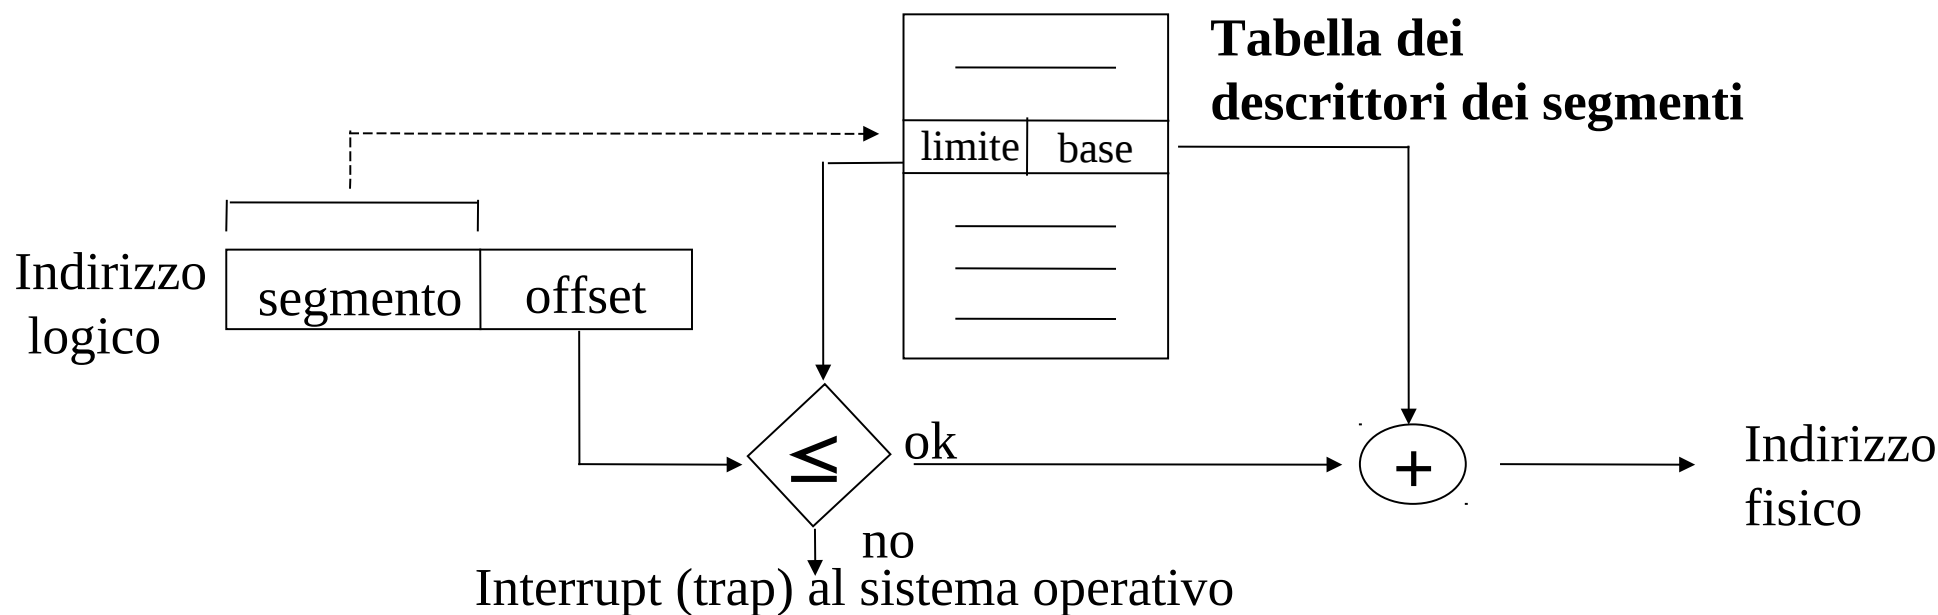 Tabella dei
descrittori dei segmenti
limite base
Indirizzo
logico
segmento offset
≤
ok
+
Indirizzo
fisico
no
Interrupt (trap) al sistema operativo